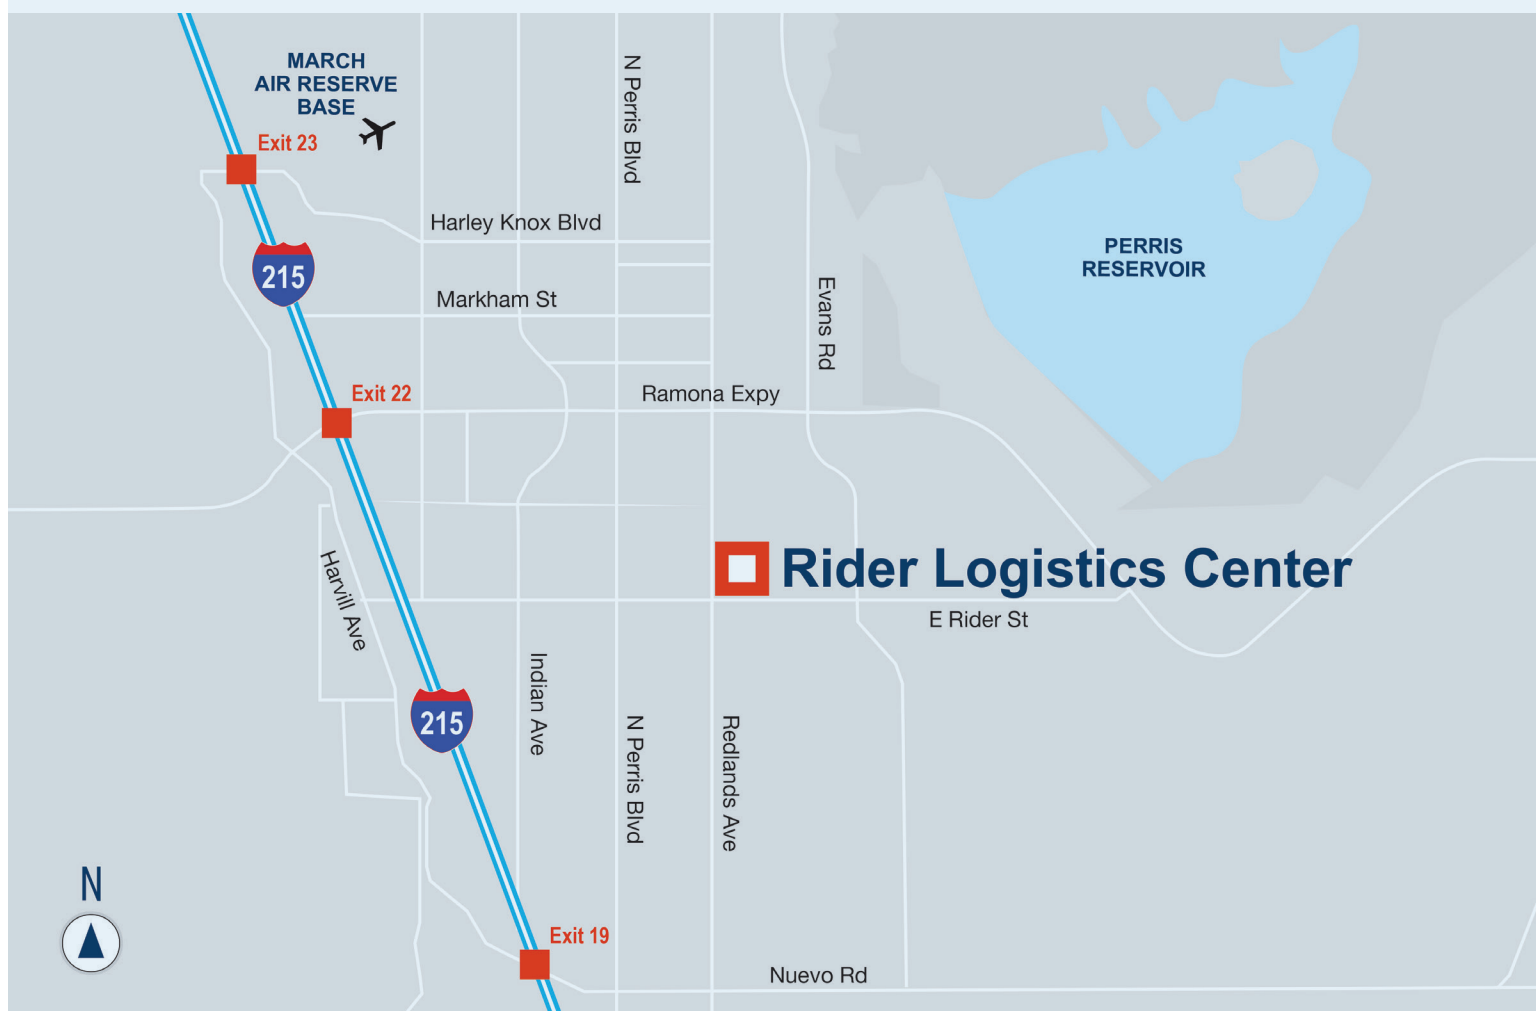 MARCH
AIR RESERVE
BASE
N Perris Blvd
Exit 23
Harley Knox Blvd
PERRIS
RESERVOIR
215
Evans Rd
Markham St
Exit 22
Ramona Expy
Rider Logistics Center
Harvill Ave
E Rider St
Indian Ave
215
N Perris Blvd
Redlands Ave
N
Exit 19
Nuevo Rd